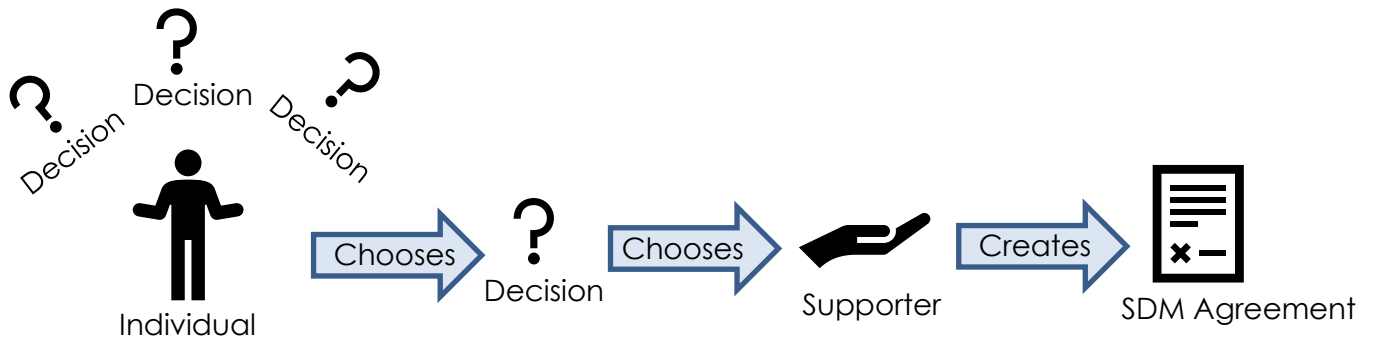 Decision
Decision
Decision
Individual
Chooses
Decision
Chooses
Supporter
Creates
SDM Agreement